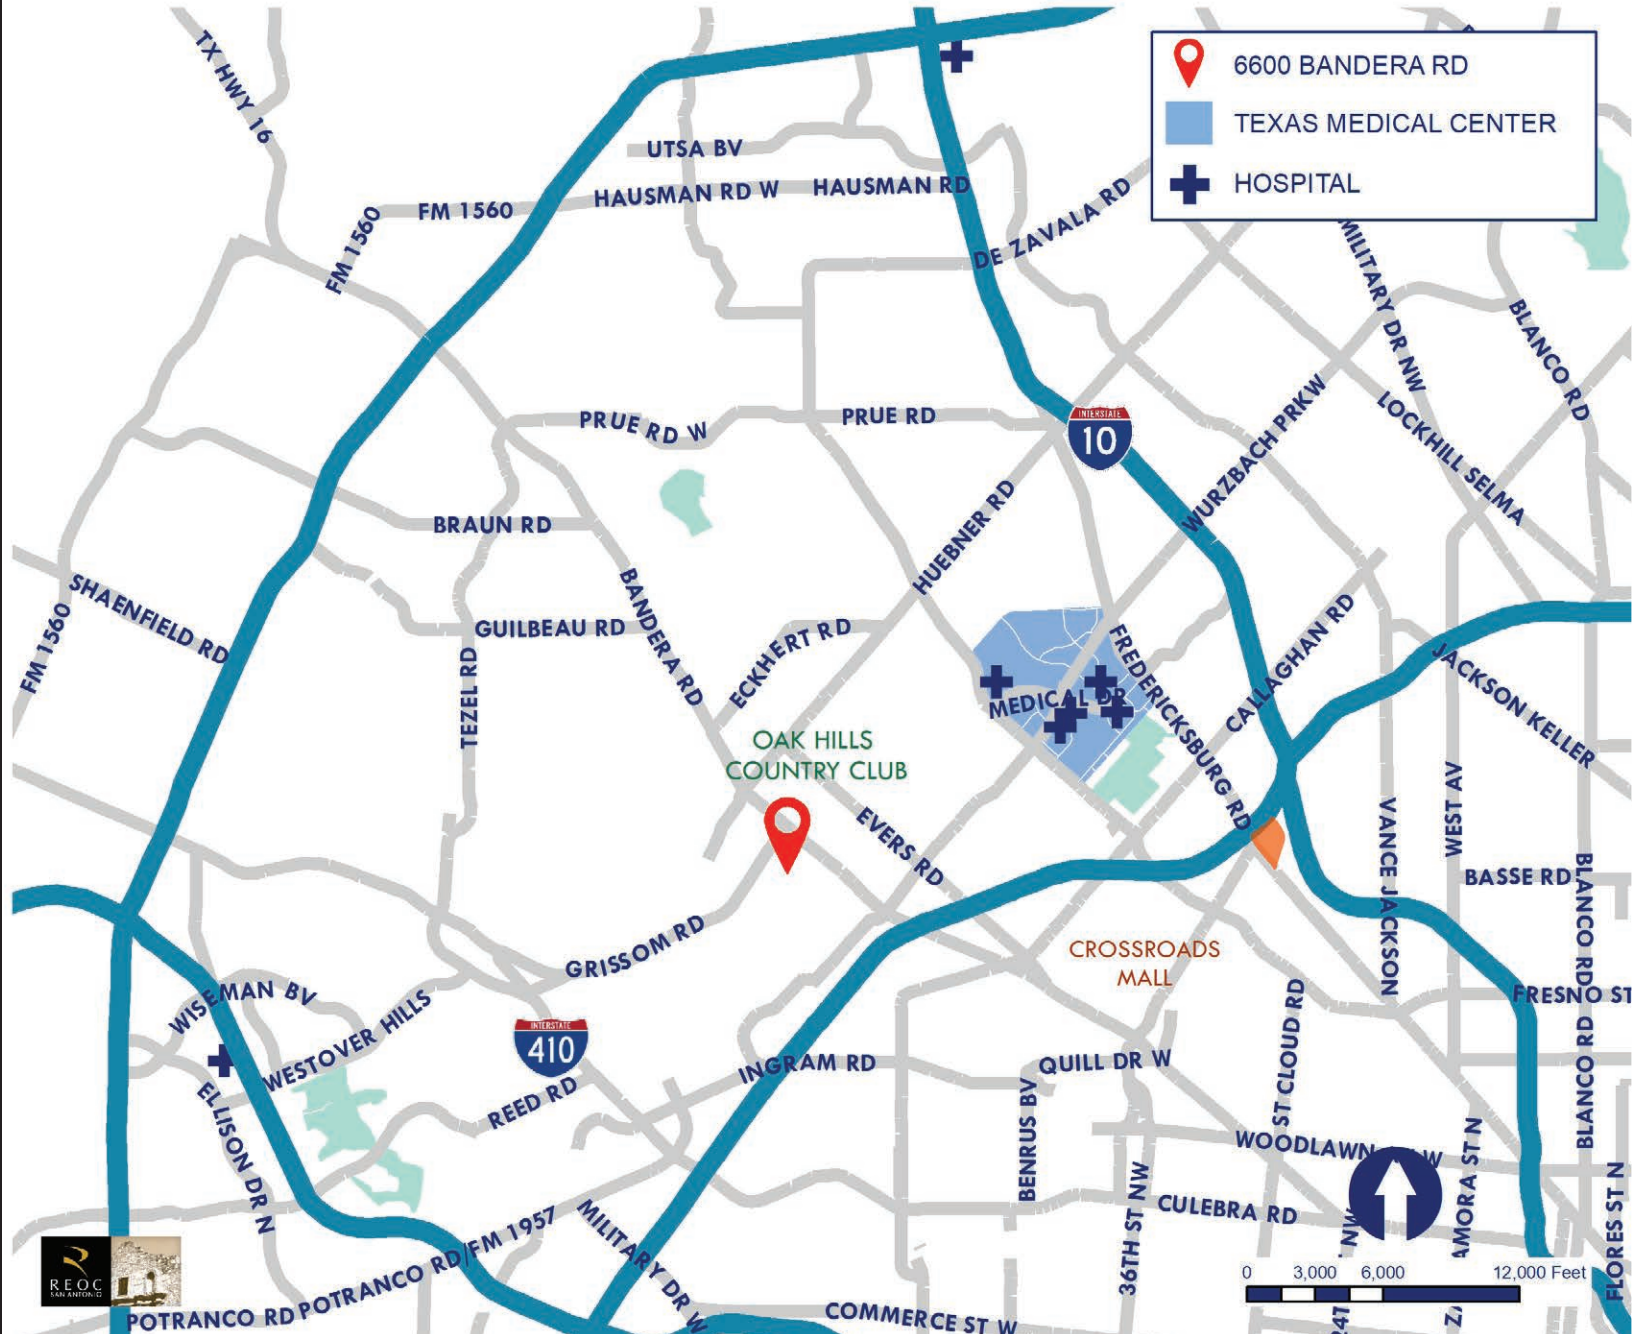 TX HWY 16
6600 BANDERA RD
TEXAS MEDICAL CENTER
HOSPITAL
UTSA BV
HAUSMAN RD W
HAUSMAN RD
FM 1560
FM 1560
DE ZAVALA RD
MILITARY DR NW
BLANCO RD
PRUE RD W
PRUE RD
INTERSTATE
10
WURZBACH PRKW
LOCKHILL SELMA
HUEBNER RD
BRAUN RD
SHAENFIELD RD
FM 1560
BANDERA RD
GUILBEAU RD
TEZEL RD
ECKHERT RD
MEDICAL DR
FREDERICKSBURG RD
CALLAGHAN RD
JACKSON KELLER
OAK HILLS
COUNTRY CLUB
EVERS RD
VANCE JACKSON
WEST AV
BASSE RD
BLANCO RD
GRISSOM RD
CROSSROADS
MALL
WISEMAN BV
WESTOVER HILLS
INTERSTATE
410
FRESNO ST
ST CLOUD RD
INGRAM RD
QUILL DR W
BLANCO RD
REED RD
ELLISON DR N
BENRUS BV
WOODLAWN
W
36TH ST NW
CULEBRA RD
NW
AMORA ST N
FLORES ST N
MILITARY DR W
POTRANCO RD/FM 1957
POTRANCO RD
COMMERCE ST W
24T
Z
0 3,000 6,000 12,000 Feet
REOC
SAN ANTONIO